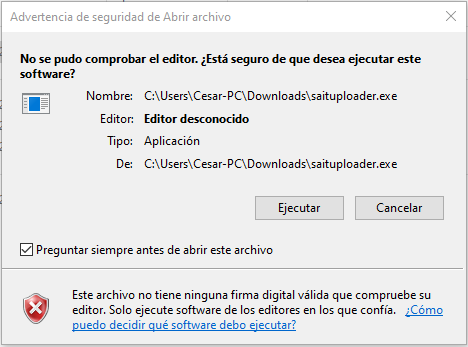 Advertencia de seguridad de Abrir archivo
No se pudo comprobar el editor. ¿Está seguro de que desea ejecutar este
software?
Nombre: C:\Users\Cesar-PC\Downloads\saituploader.exe
Editor: Editor desconocido
Tipo: Aplicación
De: C:\Users\Cesar-PC\Downloads\saituploader.exe
Ejecutar Cancelar
Preguntar siempre antes de abrir este archivo
Este archivo no tiene ninguna firma digital válida que compruebe su
editor. Solo ejecute software de los editores en los que confía. ¿Cómo
puedo decidir qué software debo ejecutar?